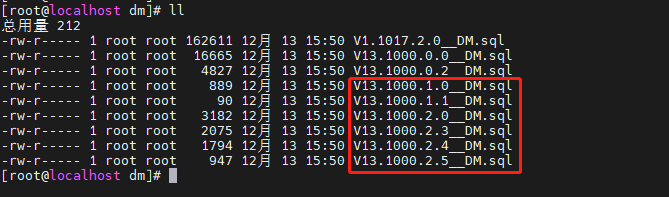 [root@localhost dm]# ll
总用量 212
-rw-r----- 1 root root 162611 12月 13 15:50 V1.1017.2.0__DM.sql
-rw-r----- 1 root root  16665 12月 13 15:50 V13.1000.0.0__DM.sql
-rw-r----- 1 root root   4827 12月 13 15:50 V13.1000.0.2__DM.sql
-rw-r----- 1 root root    889 12月 13 15:50 V13.1000.1.0__DM.sql
-rw-r----- 1 root root     90 12月 13 15:50 V13.1000.1.1__DM.sql
-rw-r----- 1 root root   3182 12月 13 15:50 V13.1000.2.0__DM.sql
-rw-r----- 1 root root   2075 12月 13 15:50 V13.1000.2.3__DM.sql
-rw-r----- 1 root root   1794 12月 13 15:50 V13.1000.2.4__DM.sql
-rw-r----- 1 root root    947 12月 13 15:50 V13.1000.2.5__DM.sql
[root@localhost dm]#